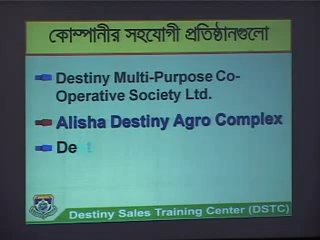 কোম্পানীর সহযোগী প্রতিষ্ঠানগুলো
Destiny Multi-Purpose Co-
Operative Society Ltd.
Alisha Destiny Agro Complex
De t
Destiny Sales Training Center (DSTC)